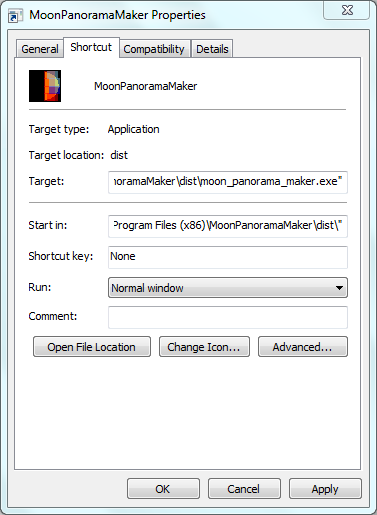 MoonPanoramaMaker Properties
General Shortcut Compatibility Details
MoonPanoramaMaker
Target type: Application
Target location: dist
Target: noramaMaker\dist\moon_panorama_maker.exe"
Start in: Program Files (x86)\MoonPanoramaMaker\dist\"
Shortcut key: None
Run: Normal window
Comment:
Open File Location Change Icon... Advanced...
OK Cancel Apply